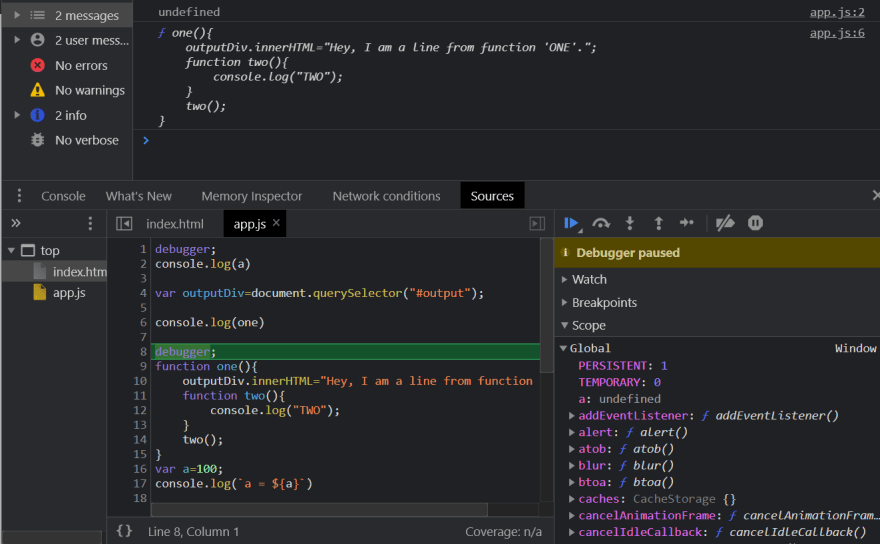 2 messages
undefined app.js:2
2 user mess...
ƒ one(){ app.js:6
outputDiv.innerHTML="Hey, I am a line from function 'ONE'.";
function two(){
console.log("TWO");
}
two();
}
No errors
No warnings
2 info
No verbose
Console What's New Memory Inspector Network conditions Sources
index.html app.js
top
index.htm
app.js
1 debugger;
2 console.log(a)
3
4 var outputDiv=document.querySelector("#output");
5
6 console.log(one)
7
8 debugger;
9 function one(){
10 outputDiv.innerHTML="Hey, I am a line from function
11 function two(){
12 console.log("TWO");
13 }
14 two();
15 }
16 var a=100;
17 console.log(`a = ${a}`)
18
{} Line 8, Column 1 Coverage: n/a
Debugger paused
Watch
Breakpoints
Scope
Global Window
PERSISTENT: 1
TEMPORARY: 0
a: undefined
addEventListener: ƒ addEventListener()
alert: ƒ alert()
atob: ƒ atob()
blur: ƒ blur()
btoa: ƒ btoa()
caches: CacheStorage {}
cancelAnimationFrame: ƒ cancelAnimationFram...
cancelIdleCallback: ƒ cancelIdleCallback()